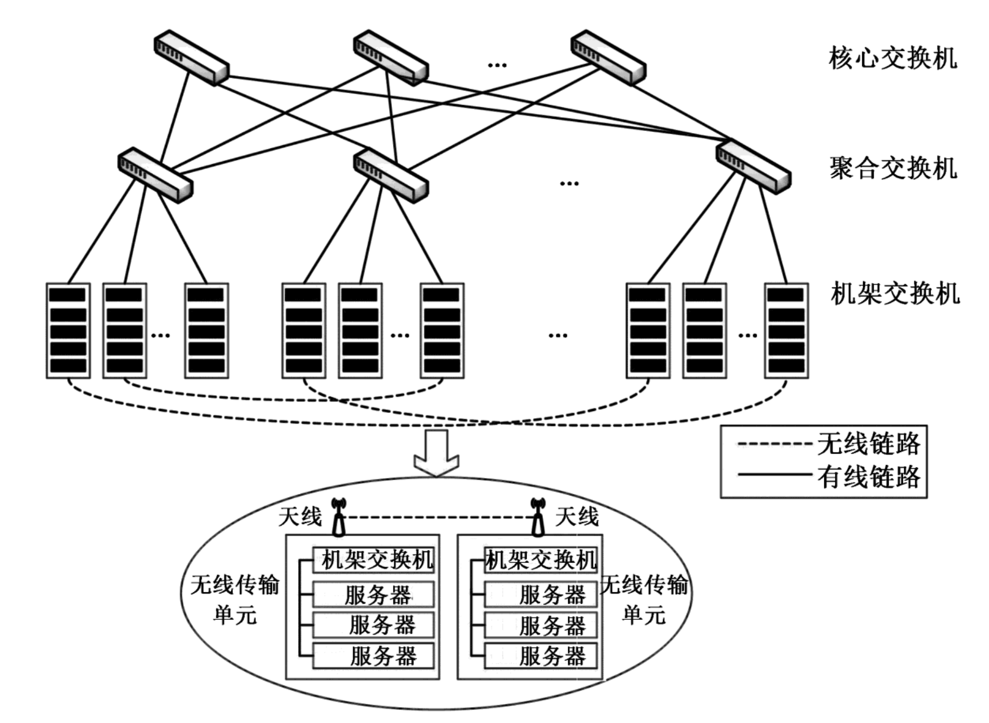 核心交换机
...
聚合交换机
...
机架交换机
...
...
...
...
无线链路
有线链路
天线
天线
无线传输
单元
机架交换机
服务器
服务器
服务器
机架交换机
服务器
服务器
服务器
无线传输
单元